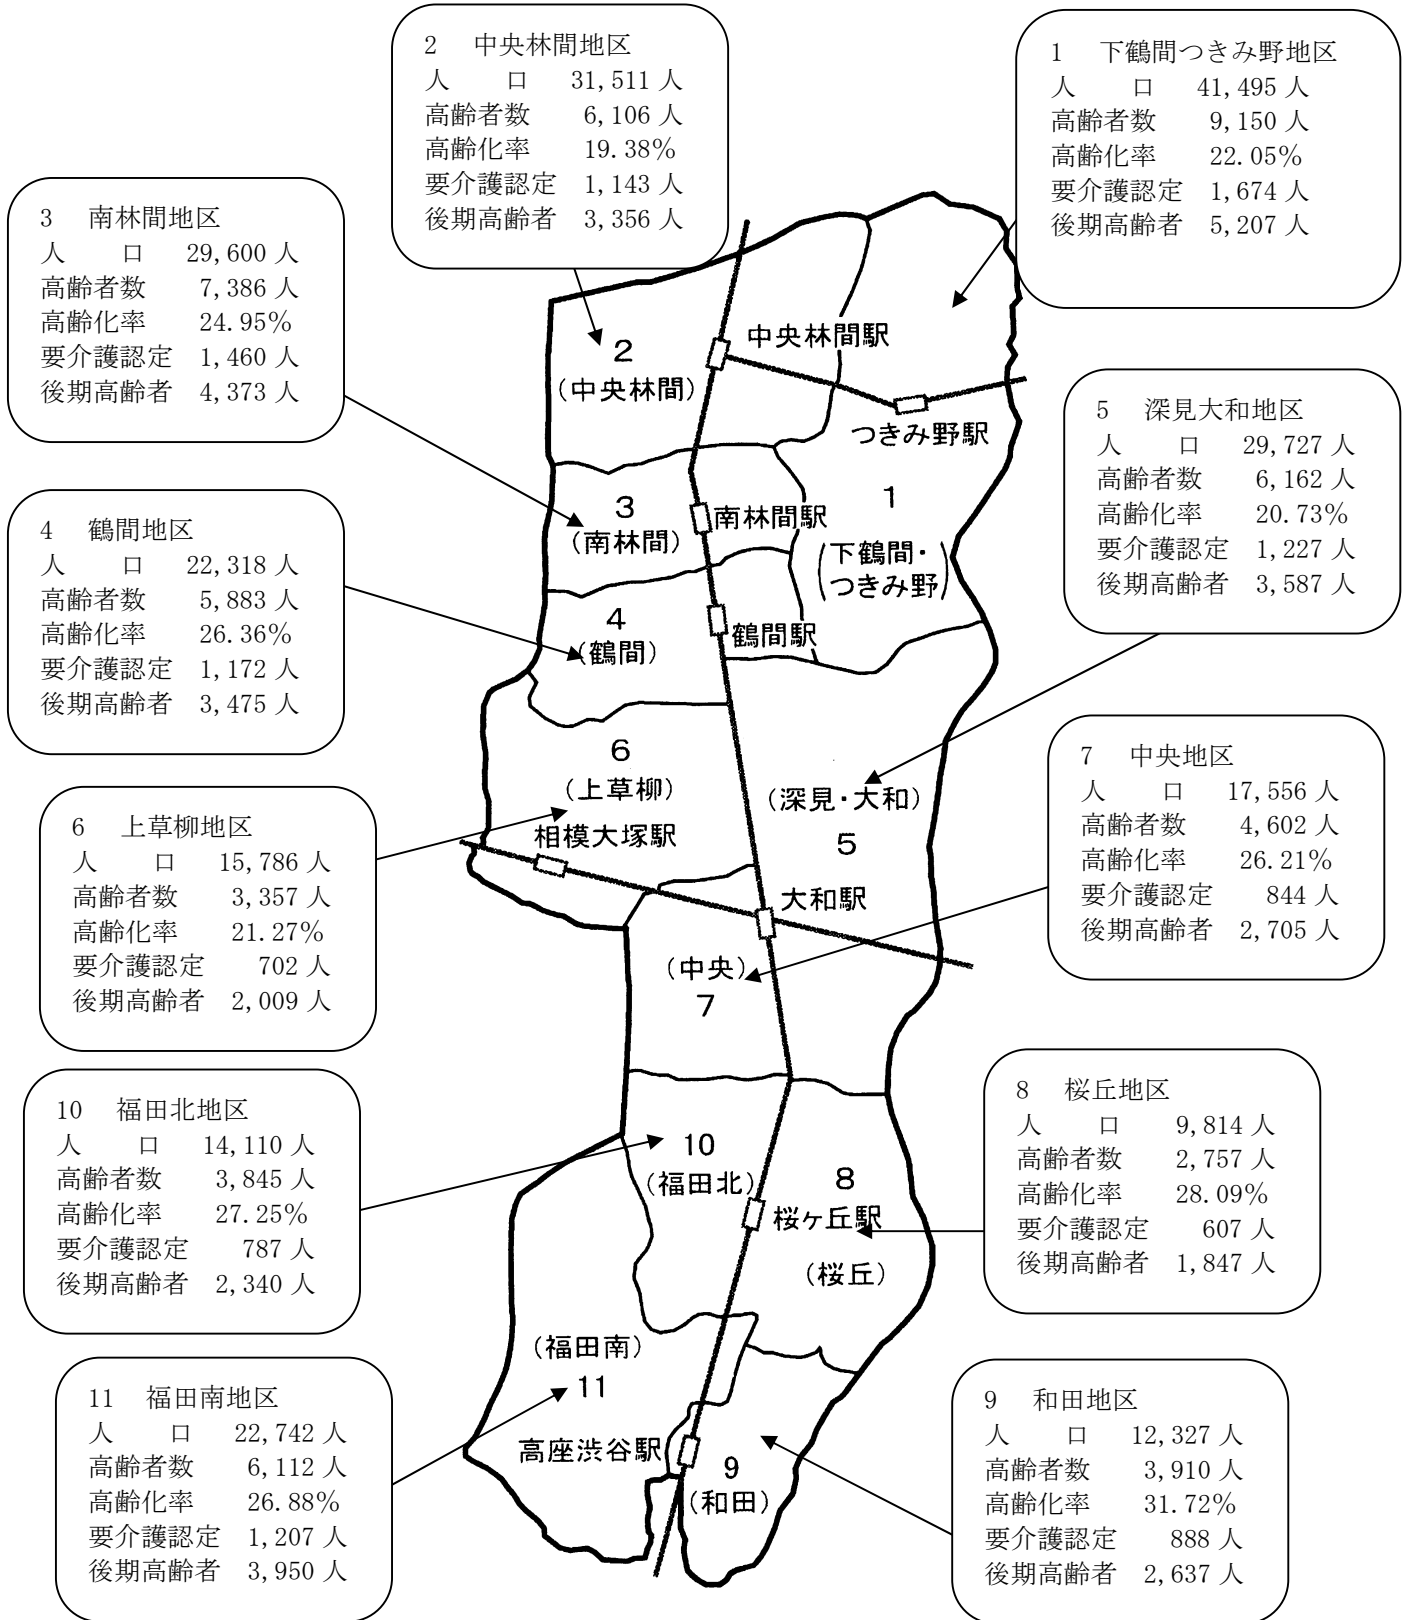 2 中央林間地区
人 口 31,511 人
高齢者数 6,106 人
高齢化率 19.38%
要介護認定 1,143 人
後期高齢者 3,356 人
1 下鶴間つきみ野地区
人 口 41,495 人
高齢者数 9,150 人
高齢化率 22.05%
要介護認定 1,674 人
後期高齢者 5,207 人
3 南林間地区
人 口 29,600 人
高齢者数 7,386 人
高齢化率 24.95%
要介護認定 1,460 人
後期高齢者 4,373 人
4 鶴間地区
人 口 22,318 人
高齢者数 5,883 人
高齢化率 26.36%
要介護認定 1,172 人
後期高齢者 3,475 人
5 深見大和地区
人 口 29,727 人
高齢者数 6,162 人
高齢化率 20.73%
要介護認定 1,227 人
後期高齢者 3,587 人
6 上草柳地区
人 口 15,786 人
高齢者数 3,357 人
高齢化率 21.27%
要介護認定 702 人
後期高齢者 2,009 人
7 中央地区
人 口 17,556 人
高齢者数 4,602 人
高齢化率 26.21%
要介護認定 844 人
後期高齢者 2,705 人
10 福田北地区
人 口 14,110 人
高齢者数 3,845 人
高齢化率 27.25%
要介護認定 787 人
後期高齢者 2,340 人
8 桜丘地区
人 口 9,814 人
高齢者数 2,757 人
高齢化率 28.09%
要介護認定 607 人
後期高齢者 1,847 人
11 福田南地区
人 口 22,742 人
高齢者数 6,112 人
高齢化率 26.88%
要介護認定 1,207 人
後期高齢者 3,950 人
9 和田地区
人 口 12,327 人
高齢者数 3,910 人
高齢化率 31.72%
要介護認定 888 人
後期高齢者 2,637 人
中央林間駅
2
(中央林間)
つきみ野駅
1
(下鶴間・
つきみ野)
3
(南林間)
南林間駅
4
(鶴間)
鶴間駅
6
(上草柳)
相模大塚駅
(深見・大和)
5
大和駅
(中央)
7
10
(福田北)
8
桜ヶ丘駅
(桜丘)
(福田南)
11
高座渋谷駅
9
(和田)